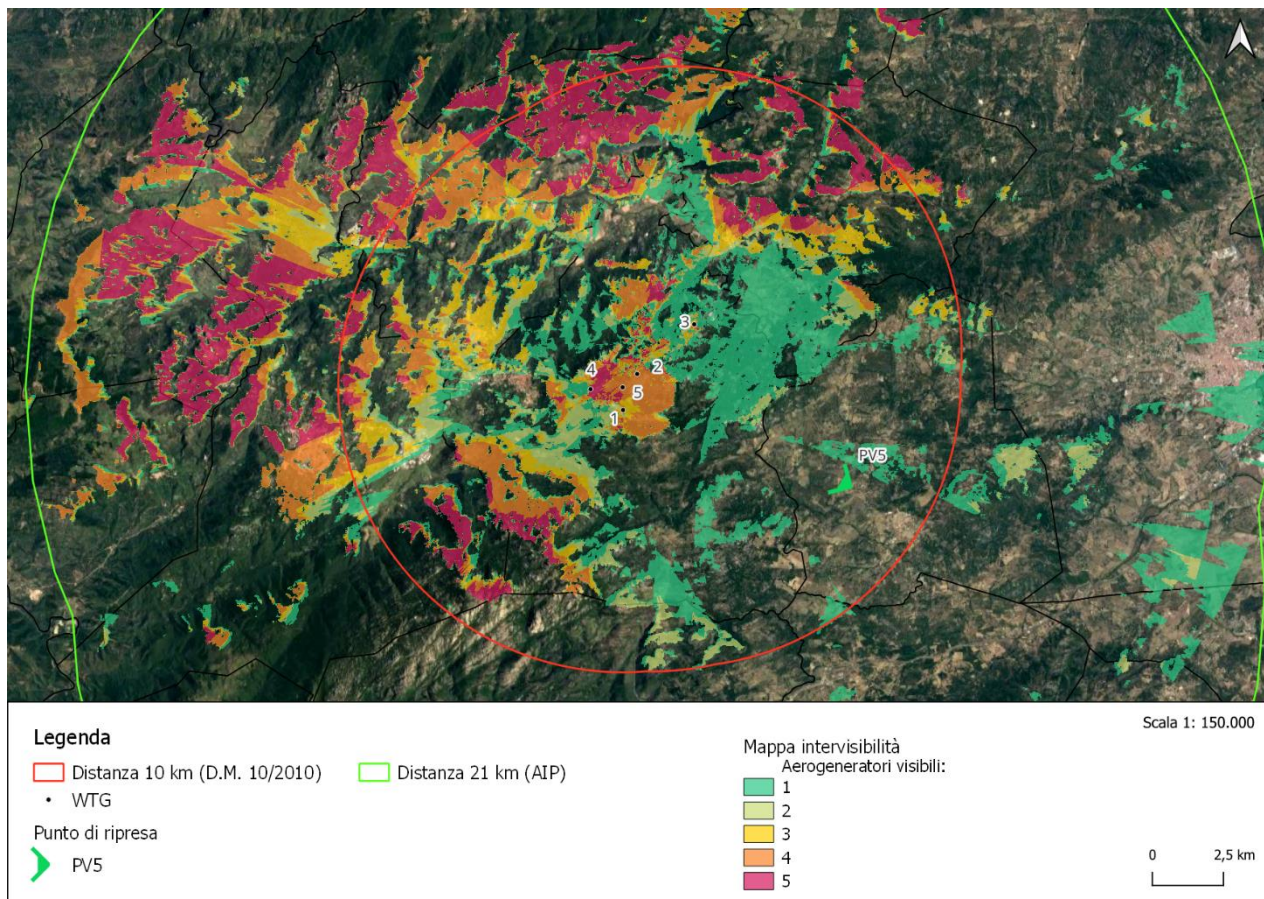 3
4
2
5
1
PV5
Scala 1: 150.000
Legenda
Distanza 10 km (D.M. 10/2010)
Distanza 21 km (AIP)
WTG
Punto di ripresa
PV5
Mappa intervisibilità
Aerogeneratori visibili:
1
2
3
4
5
0 2,5 km